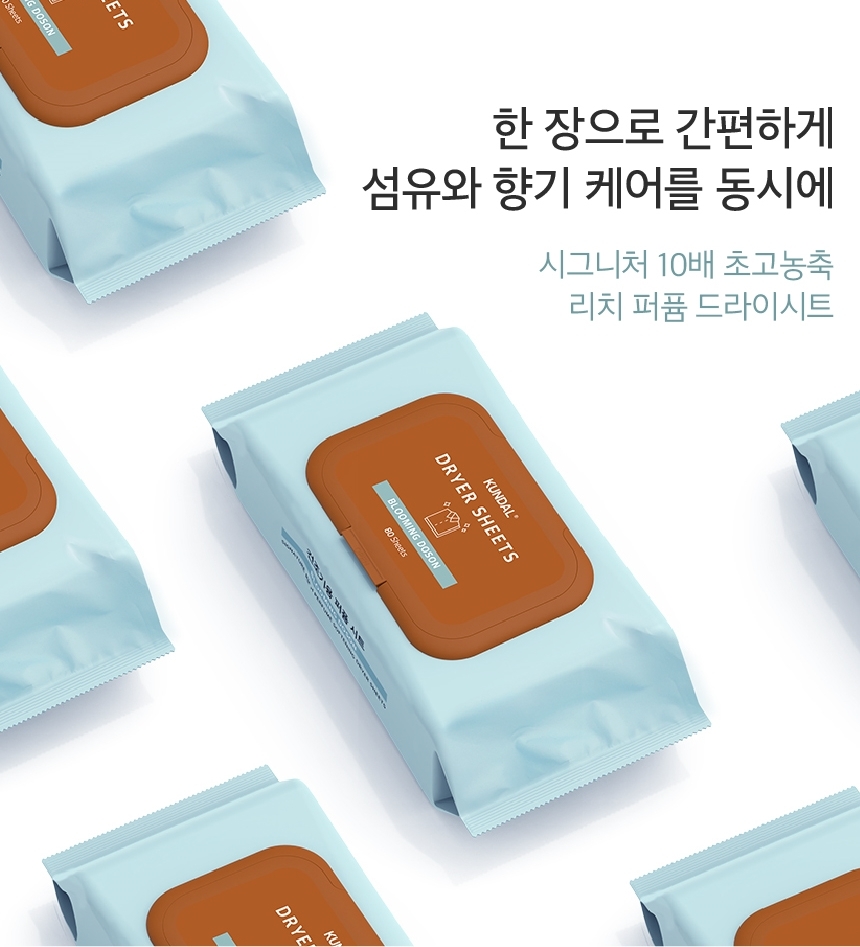 한 장으로 간편하게
섬유와 향기 케어를 동시에
시그니처 10배 초고농축
리치 퍼퓸 드라이시트
KUNDAL
DRYER SHEETS
BLOOMING DOSON
60 Sheets